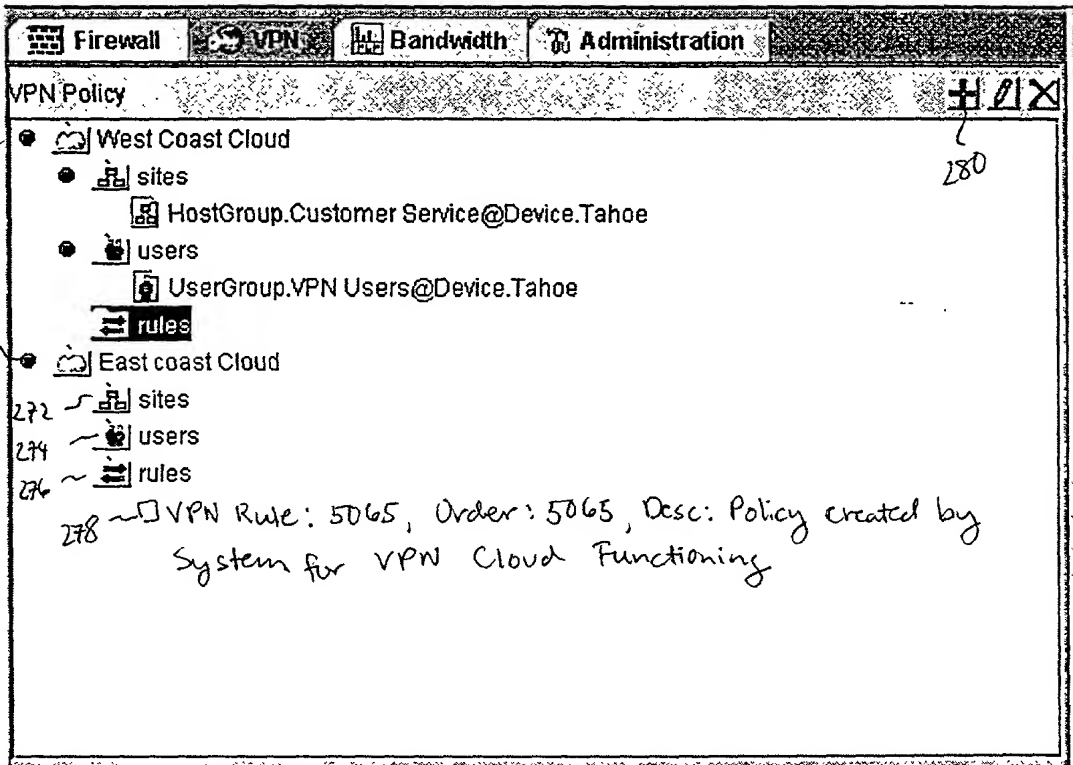 Firewall VPN Bandwidth Administration
VPN Policy
West Coast Cloud
280
sites
HostGroup.Customer Service@Device.Tahoe
users
UserGroup.VPN Users@Device.Tahoe
rules
East coast Cloud
272 sites
274 users
276 rules
278 VPN Rule: 5065, Order: 5065, Desc: Policy created by
System for VPN Cloud Functioning